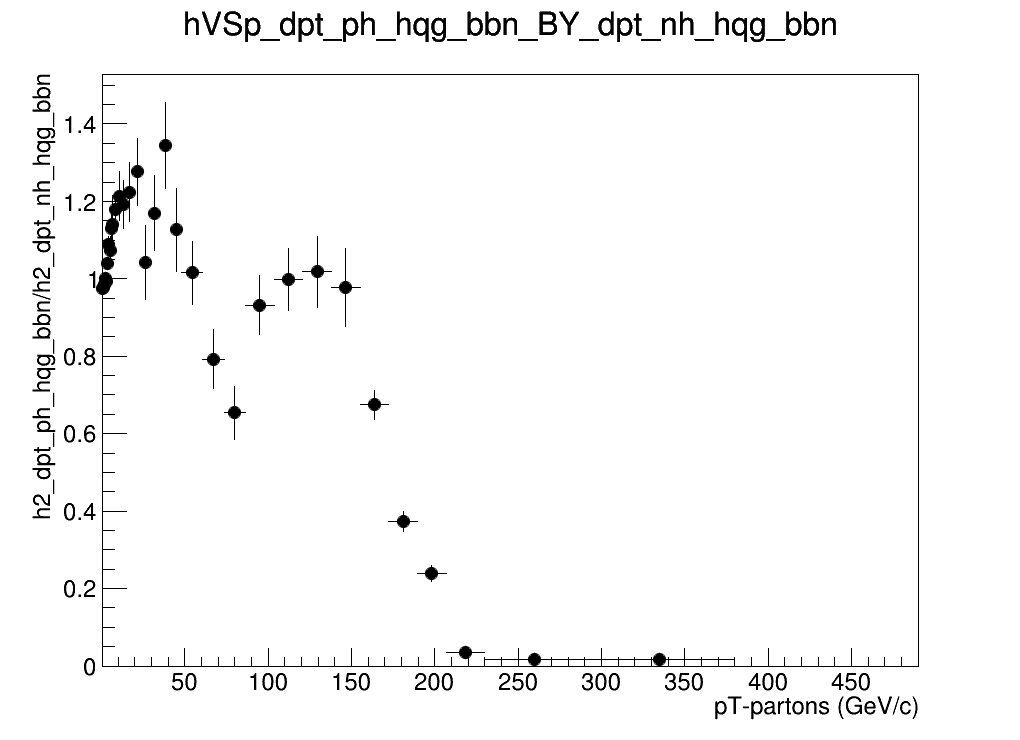 hVSp_dpt_ph_hqg_bbn_BY_dpt_nh_hqg_bbn
h2_dpt_ph_hqg_bbn/h2_dpt_nh_hqg_bbn
1.4
1.2
1
0.8
0.6
0.4
0.2
0
50 100 150 200 250 300 350 400 450
pT-partons (GeV/c)